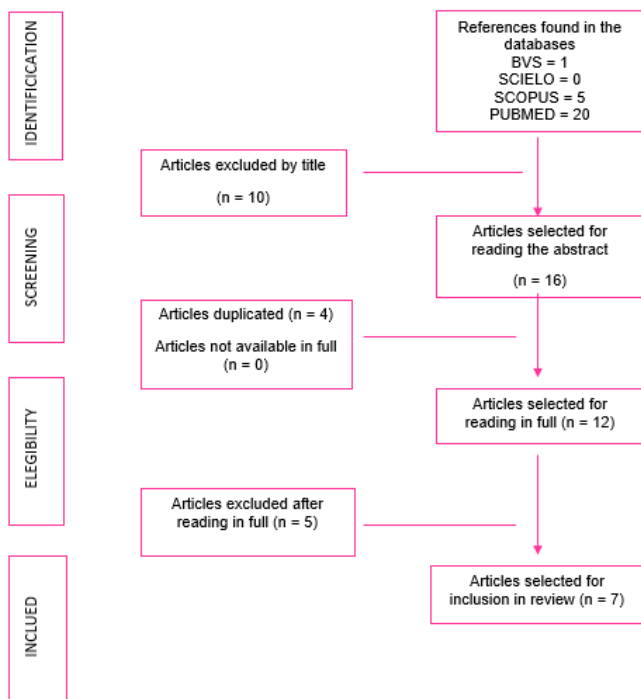 IDENTIFICICATION
References found in the
databases
BVS = 1
SCIELO = 0
SCOPUS = 5
PUBMED = 20
Articles excluded by title
(n = 10)
SCREENING
Articles selected for
reading the abstract
(n = 16)
Articles duplicated (n = 4)
Articles not available in full
(n = 0)
ELEGIBILITY
Articles selected for
reading in full (n = 12)
Articles excluded after
reading in full (n = 5)
INCLUED
Articles selected for
inclusion in review (n = 7)